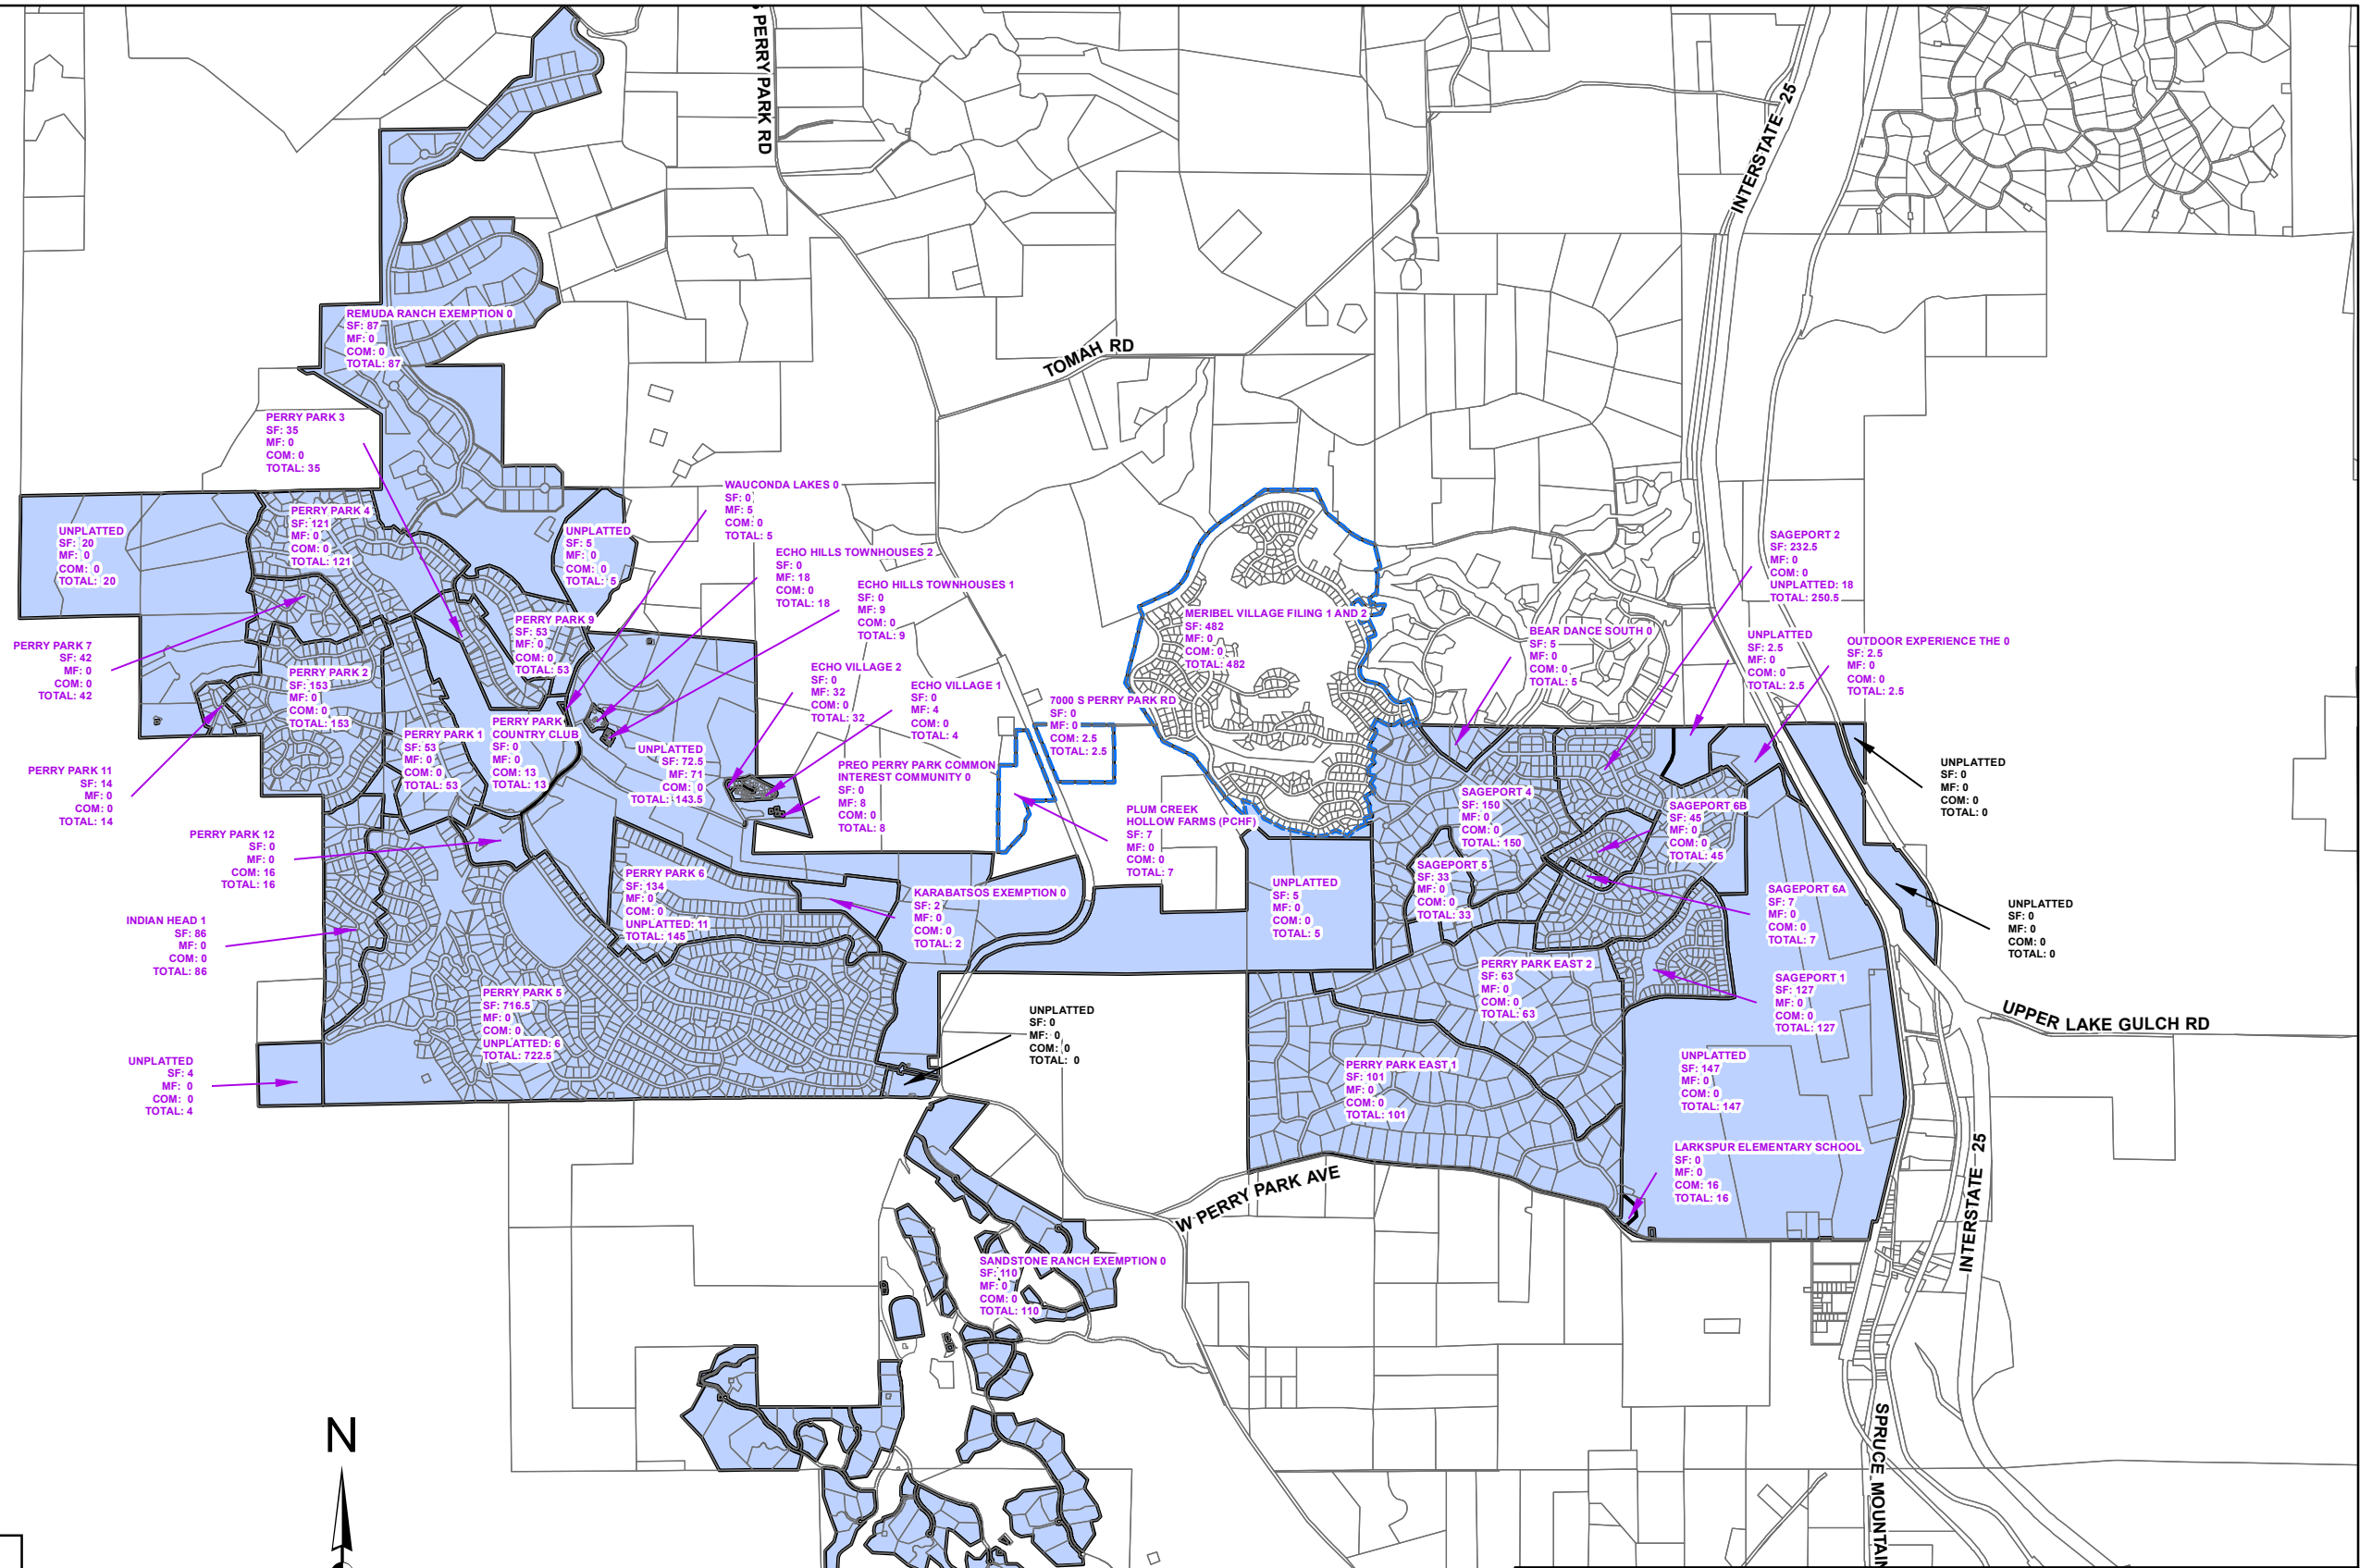 S PERRY PARK RD
INTERSTATE 25
TOMAH RD
REMUDA RANCH EXEMPTION 0
SF: 87
MF: 0
COM: 0
TOTAL: 87
PERRY PARK 3
SF: 35
MF: 0
COM: 0
TOTAL: 35
WAUCONDA LAKES 0
SF: 0
MF: 5
COM: 0
TOTAL: 5
PERRY PARK 4
SF: 121
MF: 0
COM: 0
TOTAL: 121
UNPLATTED
SF: 20
MF: 0
COM: 0
TOTAL: 20
UNPLATTED
SF: 5
MF: 0
COM: 0
TOTAL: 5
ECHO HILLS TOWNHOUSES 2
SF: 0
MF: 18
COM: 0
TOTAL: 18
ECHO HILLS TOWNHOUSES 1
SF: 0
MF: 9
COM: 0
TOTAL: 9
SAGEPORT 2
SF: 232.5
MF: 0
COM: 0
UNPLATTED: 18
TOTAL: 250.5
MERIBEL VILLAGE FILING 1 AND 2
SF: 482
MF: 0
COM: 0
TOTAL: 482
BEAR DANCE SOUTH 0
SF: 5
MF: 0
COM: 0
TOTAL: 5
UNPLATTED
SF: 2.5
MF: 0
COM: 0
TOTAL: 2.5
OUTDOOR EXPERIENCE THE 0
SF: 2.5
MF: 0
COM: 0
TOTAL: 2.5
PERRY PARK 9
SF: 53
MF: 0
COM: 0
TOTAL: 53
PERRY PARK 7
SF: 42
MF: 0
COM: 0
TOTAL: 42
PERRY PARK 2
SF: 153
MF: 0
COM: 0
TOTAL: 153
ECHO VILLAGE 2
SF: 0
MF: 32
COM: 0
TOTAL: 32
ECHO VILLAGE 1
SF: 0
MF: 4
COM: 0
TOTAL: 4
7000 S PERRY PARK RD
SF: 0
MF: 0
COM: 2.5
TOTAL: 2.5
PERRY PARK 1
SF: 53
MF: 0
COM: 0
TOTAL: 53
PERRY PARK
COUNTRY CLUB
SF: 0
MF: 0
COM: 13
TOTAL: 13
UNPLATTED
SF: 72.5
MF: 71
COM: 0
TOTAL: 143.5
PREO PERRY PARK COMMON
INTEREST COMMUNITY 0
SF: 0
MF: 8
COM: 0
TOTAL: 8
UNPLATTED
SF: 0
MF: 0
COM: 0
TOTAL: 0
PERRY PARK 11
SF: 14
MF: 0
COM: 0
TOTAL: 14
PLUM CREEK
HOLLOW FARMS (PCHF)
SF: 7
MF: 0
COM: 0
TOTAL: 7
SAGEPORT 4
SF: 150
MF: 0
COM: 0
TOTAL: 150
SAGEPORT 6B
SF: 45
MF: 0
COM: 0
TOTAL: 45
PERRY PARK 12
SF: 0
MF: 0
COM: 16
TOTAL: 16
PERRY PARK 6
SF: 134
MF: 0
COM: 0
UNPLATTED: 11
TOTAL: 145
KARABATSOS EXEMPTION 0
SF: 2
MF: 0
COM: 0
TOTAL: 2
UNPLATTED
SF: 5
MF: 0
COM: 0
TOTAL: 5
SAGEPORT 5
SF: 33
MF: 0
COM: 0
TOTAL: 33
SAGEPORT 6A
SF: 7
MF: 0
COM: 0
TOTAL: 7
UNPLATTED
SF: 0
MF: 0
COM: 0
TOTAL: 0
INDIAN HEAD 1
SF: 86
MF: 0
COM: 0
TOTAL: 86
PERRY PARK 5
SF: 716.5
MF: 0
COM: 0
UNPLATTED: 6
TOTAL: 722.5
PERRY PARK EAST 2
SF: 63
MF: 0
COM: 0
TOTAL: 63
SAGEPORT 1
SF: 127
MF: 0
COM: 0
TOTAL: 127
UNPLATTED
SF: 0
MF: 0
COM: 0
TOTAL: 0
UPPER LAKE GULCH RD
UNPLATTED
SF: 4
MF: 0
COM: 0
TOTAL: 4
PERRY PARK EAST 1
SF: 101
MF: 0
COM: 0
TOTAL: 101
UNPLATTED
SF: 147
MF: 0
COM: 0
TOTAL: 147
LARKSPUR ELEMENTARY SCHOOL
SF: 0
MF: 0
COM: 16
TOTAL: 16
W PERRY PARK AVE
INTERSTATE 25
SANDSTONE RANCH EXEMPTION 0
SF: 110
MF: 0
COM: 0
TOTAL: 110
N
SPRUCE MOUNTAIN